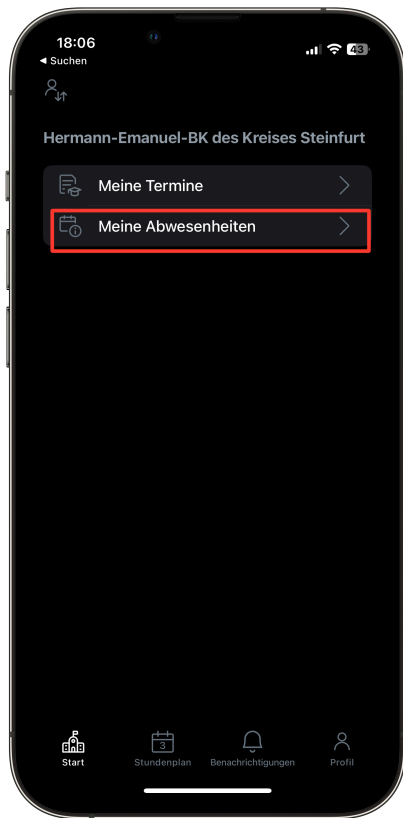 18:06
43
◀ Suchen
Hermann-Emanuel-BK des Kreises Steinfurt
Meine Termine
Meine Abwesenheiten
3
Start
Stundenplan
Benachrichtigungen
Profil